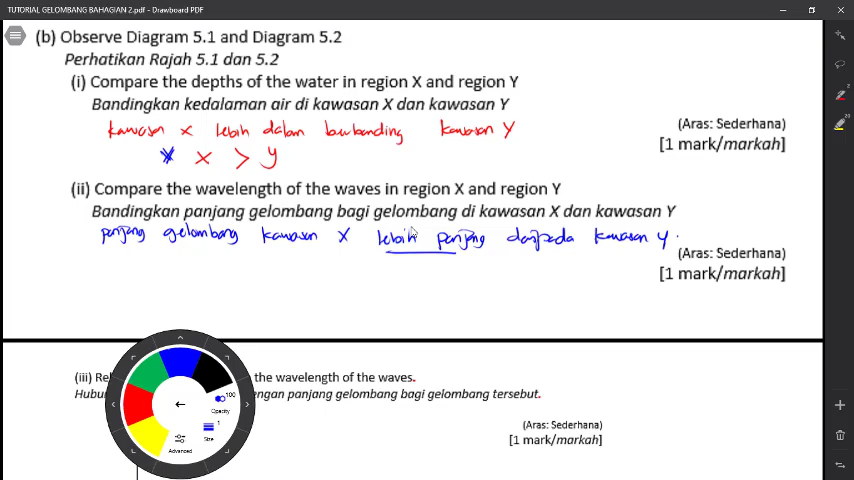 TUTORIAL GELOMBANG BAHAGIAN 2.pdf - Drawboard PDF
(b) Observe Diagram 5.1 and Diagram 5.2
Perhatikan Rajah 5.1 dan 5.2
(i) Compare the depths of the water in region X and region Y
Bandingkan kedalaman air di kawasan X dan kawasan Y
kawasan x lebih dalam berbanding kawasan Y
(Aras: Sederhana)
* x > y
[1 mark/markah]
(ii) Compare the wavelength of the waves in region X and region Y
Bandingkan panjang gelombang bagi gelombang di kawasan X dan kawasan Y
panjang gelombang kawasan X lebih panjang daripada kawasan Y.
(Aras: Sederhana)
[1 mark/markah]
(iii) the wavelength of the waves.
engan panjang gelombang bagi gelombang tersebut.
(Aras: Sederhana)
[1 mark/markah]
100
Opacity
1
Size
Advanced
2
20